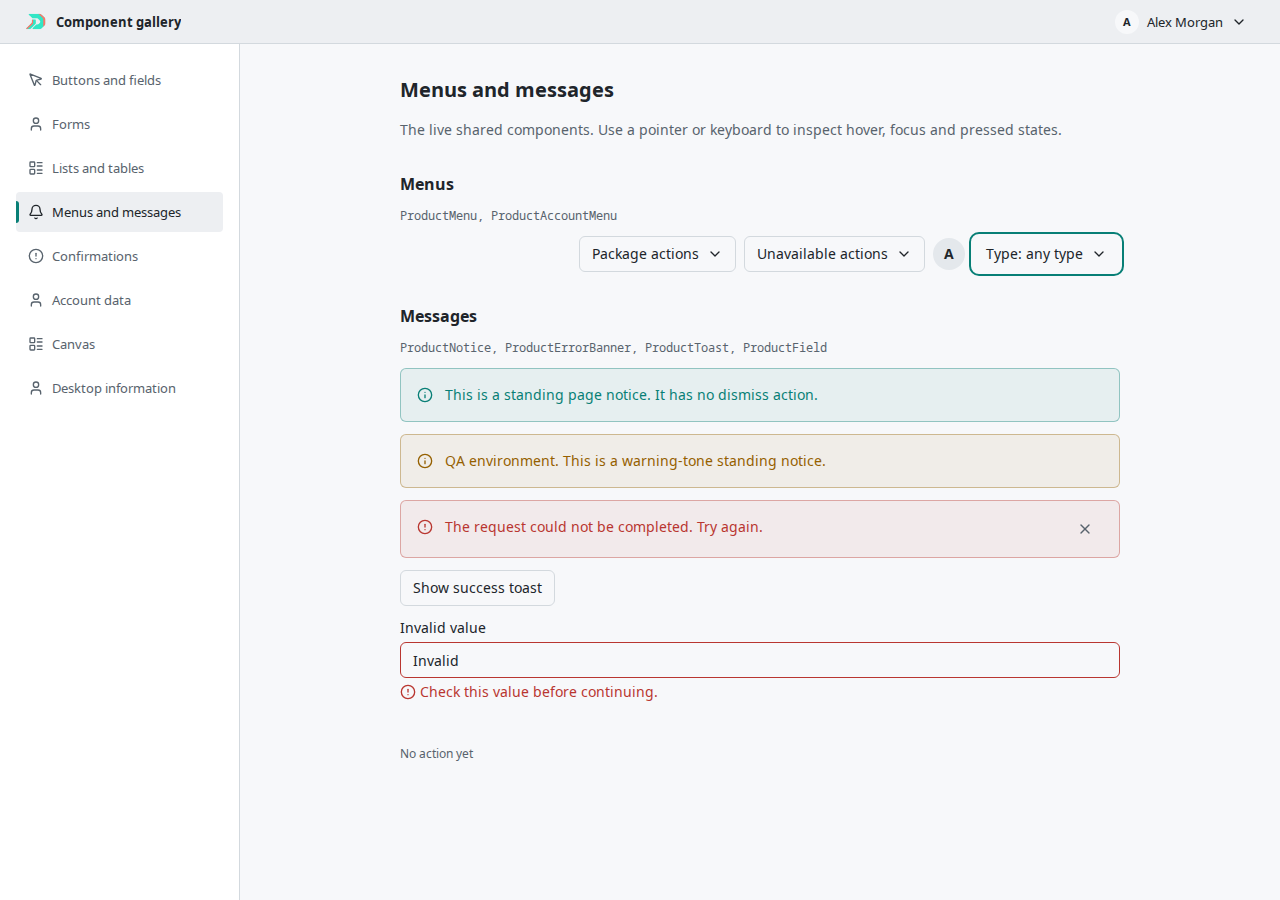 Component gallery
A Alex Morgan
Buttons and fields
Forms
Lists and tables
Menus and messages
Confirmations
Account data
Canvas
Desktop information
Menus and messages
The live shared components. Use a pointer or keyboard to inspect hover, focus and pressed states.
Menus
ProductMenu, ProductAccountMenu
Package actions Unavailable actions A Type: any type
Messages
ProductNotice, ProductErrorBanner, ProductToast, ProductField
This is a standing page notice. It has no dismiss action.
QA environment. This is a warning-tone standing notice.
The request could not be completed. Try again.
Show success toast
Invalid value
Invalid
Check this value before continuing.
No action yet